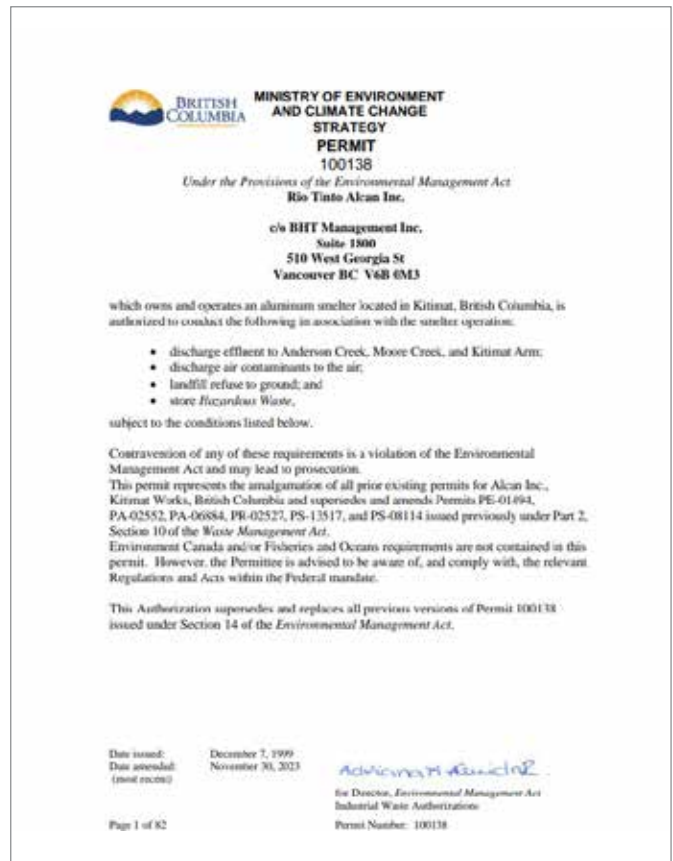 BRITISH
COLUMBIA
MINISTRY OF ENVIRONMENT
AND CLIMATE CHANGE
STRATEGY
PERMIT
100138
Under the Provisions of the Environmental Management Act
Rio Tinto Alcan Inc.
c/o BHT Management Inc.
Suite 1800
510 West Georgia St
Vancouver BC V6B 0M3
which owns and operates an aluminum smelter located in Kitimat, British Columbia, is
authorized to conduct the following in association with the smelter operation:
• discharge effluent to Anderson Creek, Moore Creek, and Kitimat Arm;
• discharge air contaminants to the air;
• landfill refuse to ground; and
• store Hazardous Waste,
subject to the conditions listed below.
Contravention of any of these requirements is a violation of the Environmental
Management Act and may lead to prosecution.
This permit represents the amalgamation of all prior existing permits for Alcan Inc.,
Kitimat Works, British Columbia and supersedes and amends Permits PE-01494,
PA-02552, PA-06884, PR-02527, PS-13517, and PS-08114 issued previously under Part 2,
Section 10 of the Waste Management Act.
Environment Canada and/or Fisheries and Oceans requirements are not contained in this
permit. However, the Permittee is advised to be aware of, and comply with, the relevant
Regulations and Acts within the Federal mandate.
This Authorization supersedes and replaces all previous versions of Permit 100138
issued under Section 14 of the Environmental Management Act.
Date issued: December 7, 1999
Date amended: November 30, 2023
(most recent)
for Director, Environmental Management Act
Industrial Waste Authorizations
Page 1 of 82
Permit Number: 100138